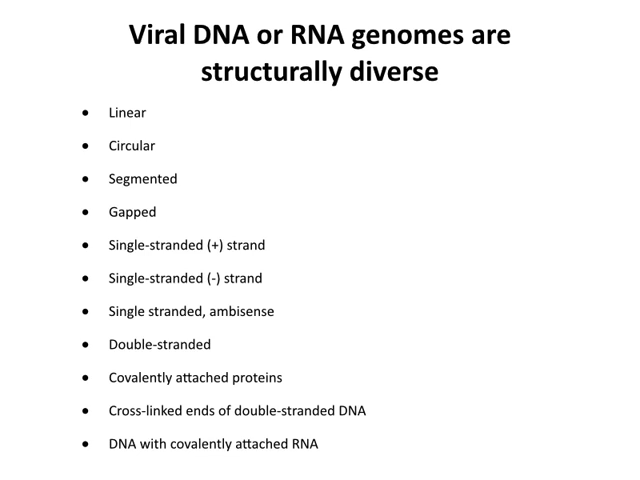 Viral DNA or RNA genomes are
structurally diverse
• Linear
• Circular
• Segmented
• Gapped
• Single-stranded (+) strand
• Single-stranded (-) strand
• Single stranded, ambisense
• Double-stranded
• Covalently attached proteins
• Cross-linked ends of double-stranded DNA
• DNA with covalently attached RNA